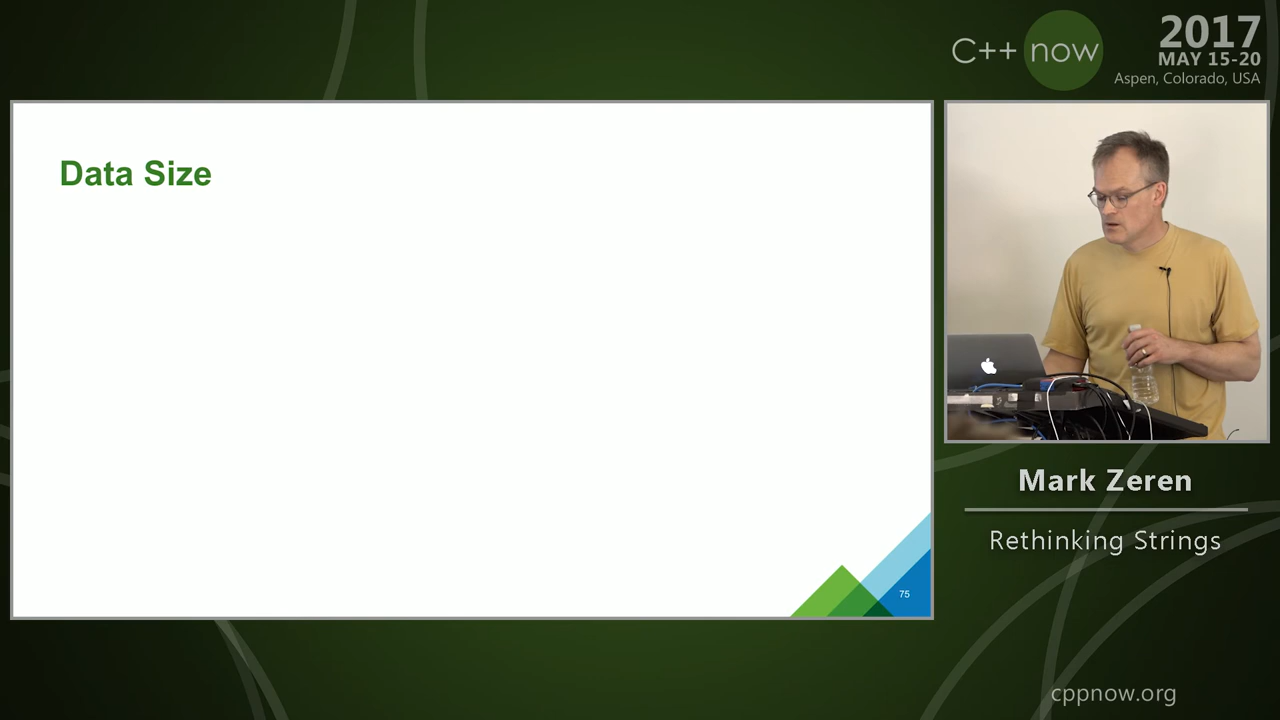 C++ now
2017
MAY 15-20
Aspen, Colorado, USA
Data Size
75
Mark Zeren
Rethinking Strings
cppnow.org